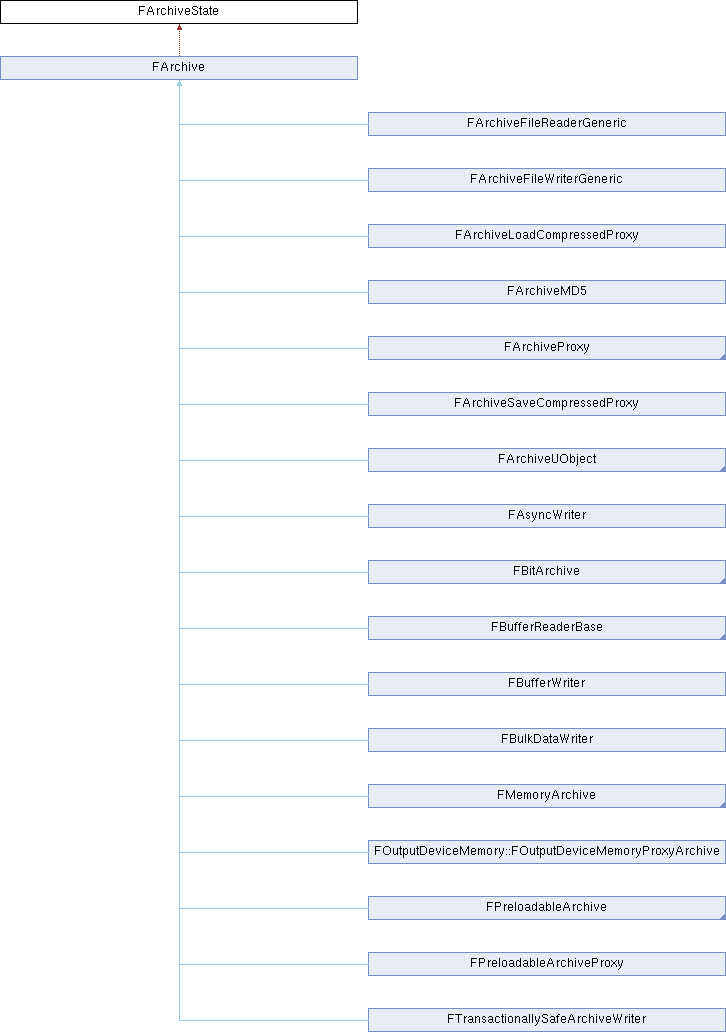 FArchiveState
FArchive
FArchiveFileReaderGeneric
FArchiveFileWriterGeneric
FArchiveLoadCompressedProxy
FArchiveMD5
FArchiveProxy
FArchiveSaveCompressedProxy
FArchiveUObject
FAsyncWriter
FBitArchive
FBufferReaderBase
FBufferWriter
FBulkDataWriter
FMemoryArchive
FOutputDeviceMemory::FOutputDeviceMemoryProxyArchive
FPreloadableArchive
FPreloadableArchiveProxy
FTransactionallySafeArchiveWriter